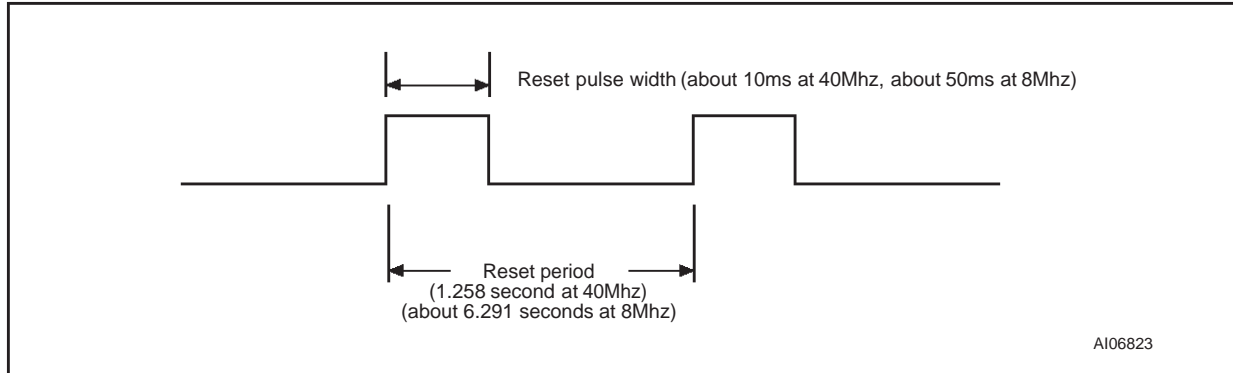 Reset pulse width (about 10ms at 40Mhz, about 50ms at 8Mhz)
Reset period
(1.258 second at 40Mhz)
(about 6.291 seconds at 8Mhz)
AI06823